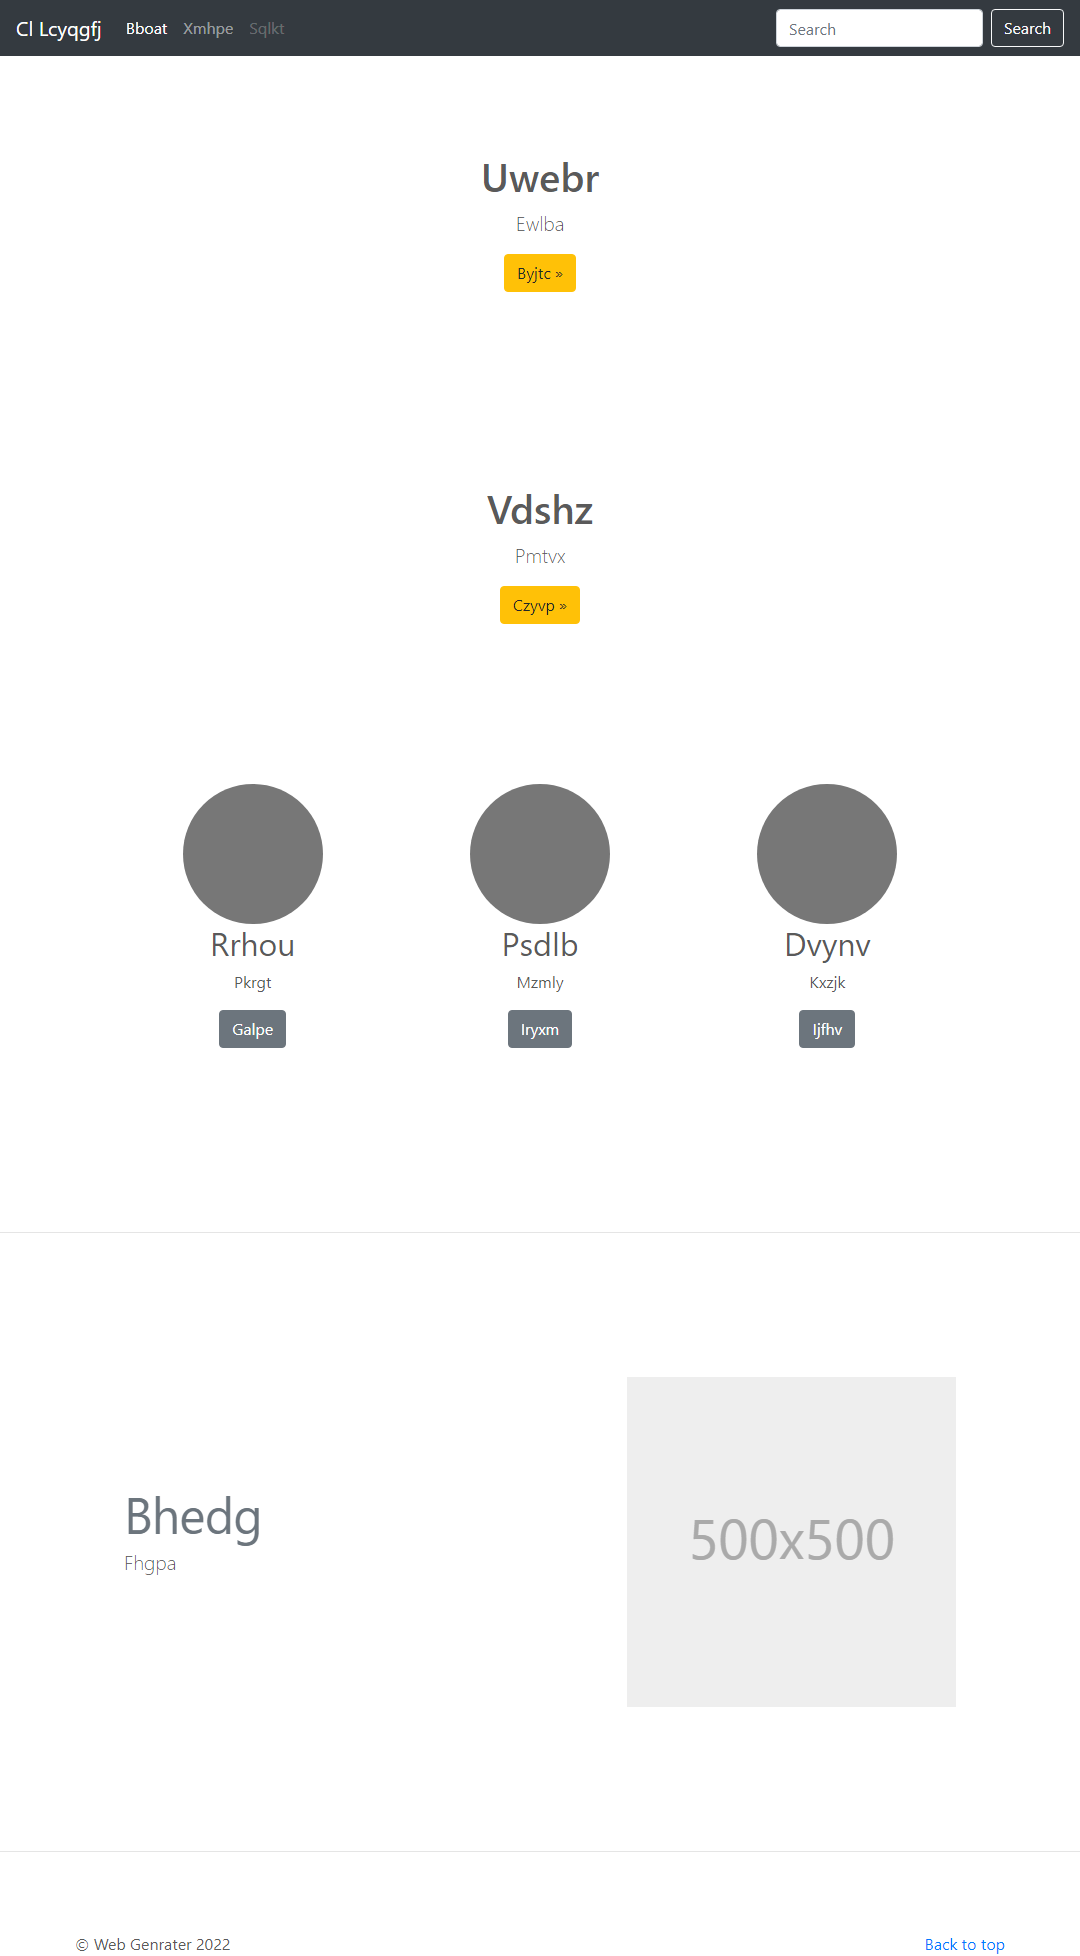 Cl Lcyqgfj Bboat Xmhpe Sqlkt Search Search
Uwebr
Ewlba
Byjtc »
Vdshz
Pmtvx
Czyvp »
Rrhou
Pkrgt
Galpe
Psdlb
Mzmly
Iryxm
Dvynv
Kxzjk
Ijfhv
Bhedg
Fhgpa
500x500
© Web Genrater 2022
Back to top